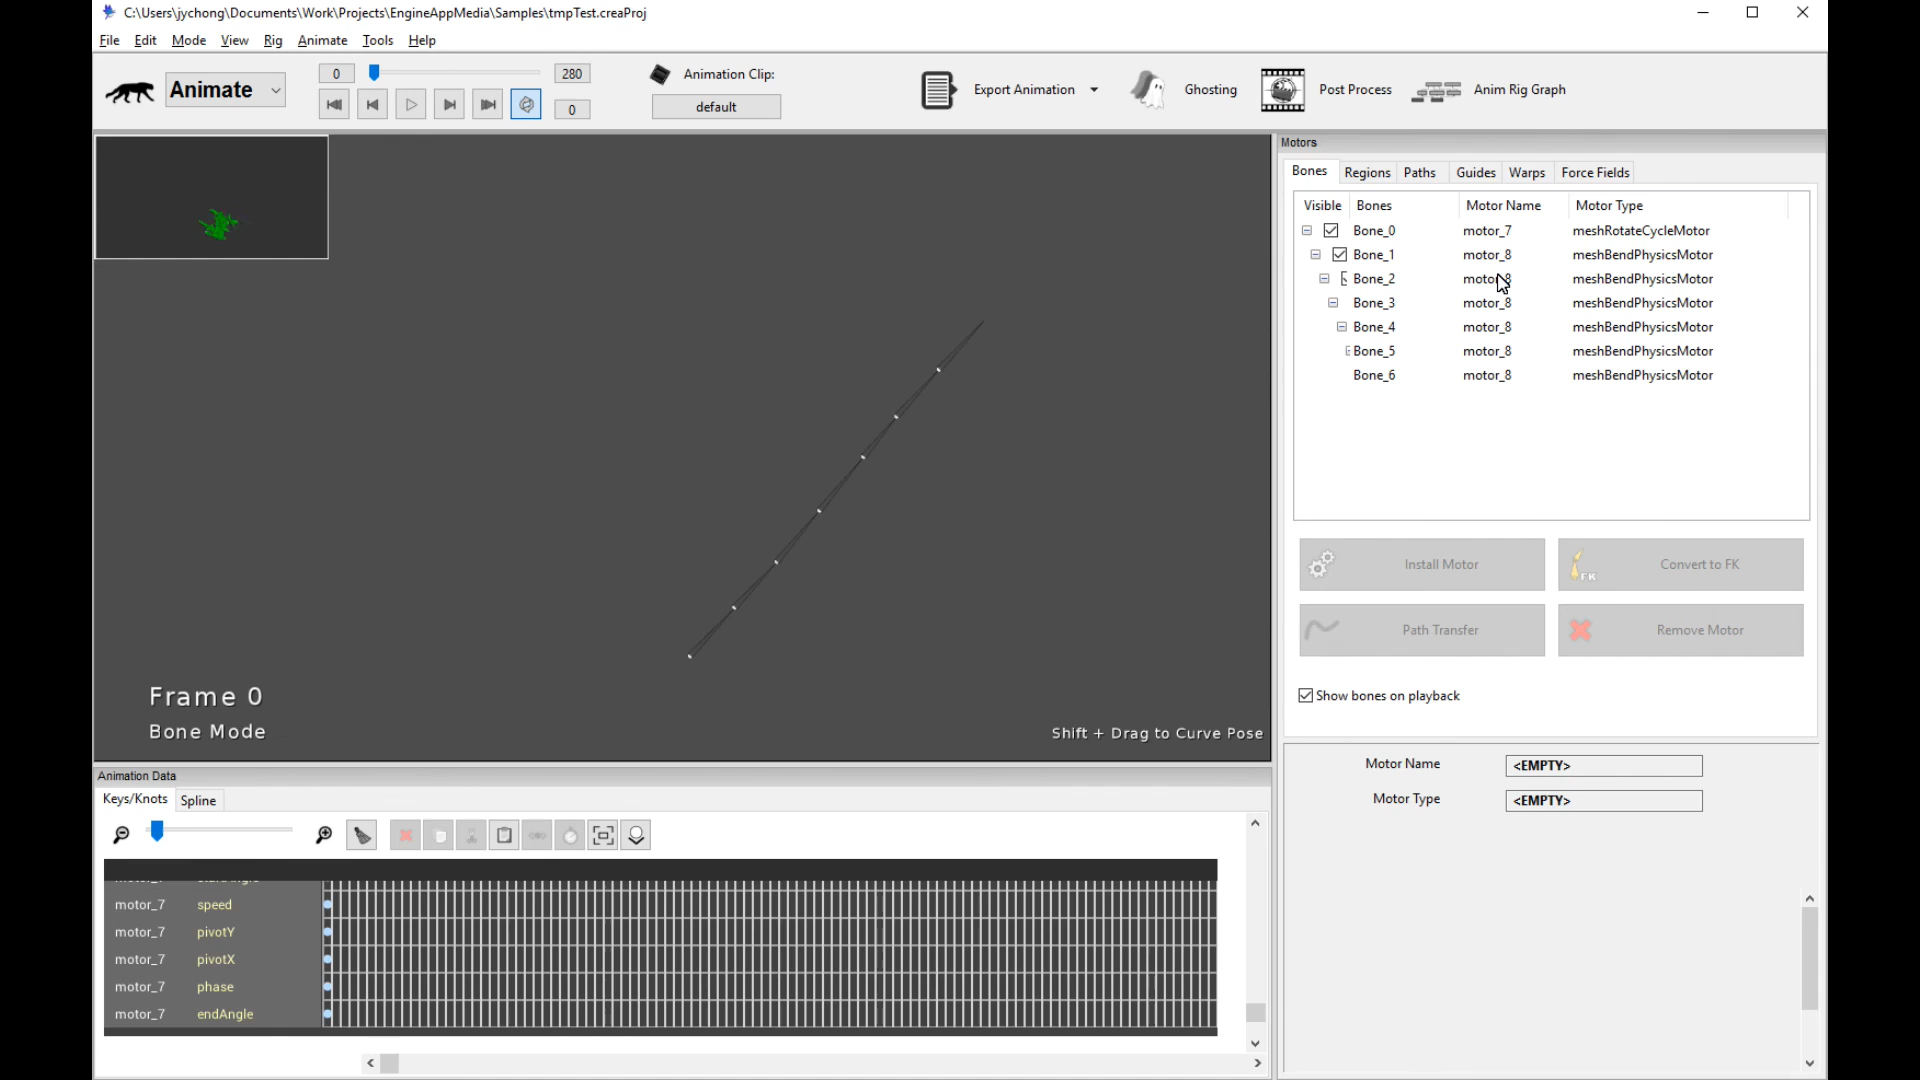 C:\Users\jychong\Documents\Work\Projects\EngineAppMedia\Samples\tmpTest.creaProj
File Edit Mode View Rig Animate Tools Help
Animate
0 280
0
Animation Clip:
default
Export Animation Ghosting Post Process Anim Rig Graph
Motors
Bones Regions Paths Guides Warps Force Fields
Visible Bones Motor Name Motor Type
Bone_0 motor_7 meshRotateCycleMotor
Bone_1 motor_8 meshBendPhysicsMotor
Bone_2 motor_8 meshBendPhysicsMotor
Bone_3 motor_8 meshBendPhysicsMotor
Bone_4 motor_8 meshBendPhysicsMotor
Bone_5 motor_8 meshBendPhysicsMotor
Bone_6 motor_8 meshBendPhysicsMotor
Install Motor Convert to FK
FK
Path Transfer Remove Motor
Show bones on playback
Frame 0
Bone Mode
Shift + Drag to Curve Pose
Motor Name <EMPTY>
Motor Type <EMPTY>
Animation Data
Keys/Knots Spline
motor_7 speed
motor_7 pivotY
motor_7 pivotX
motor_7 phase
motor_7 endAngle